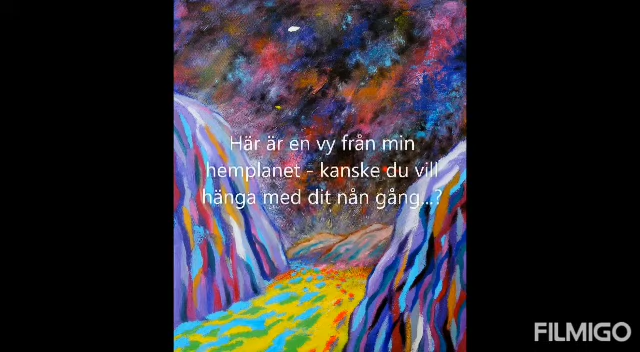 Här är en vy från min
hemplanet - kanske du vill
hänga med dit nån gång...?
FILMIGO